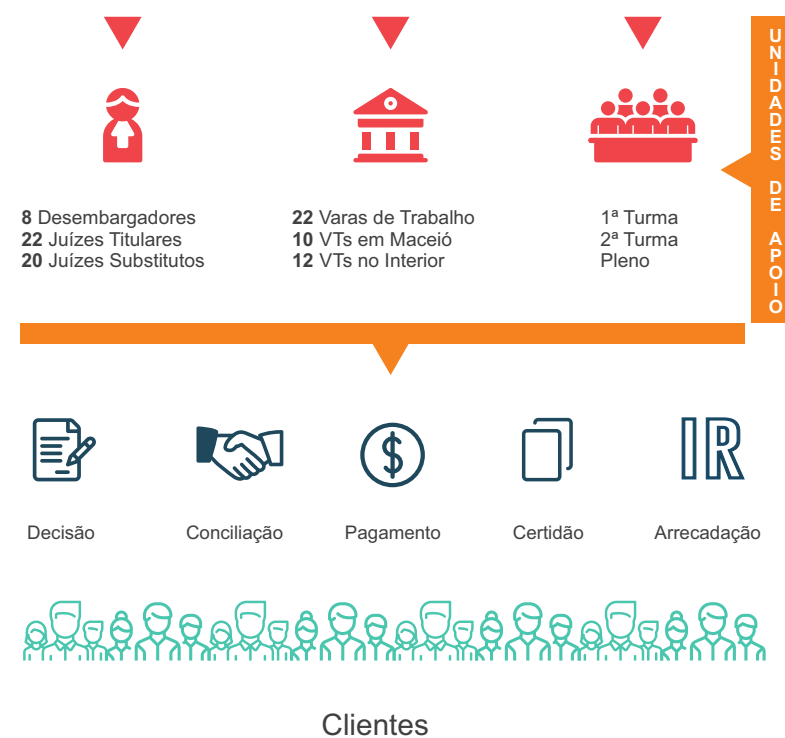 8 Desembargadores
22 Juízes Titulares
20 Juízes Substitutos
22 Varas de Trabalho
10 VTs em Maceió
12 VTs no Interior
1ª Turma
2ª Turma
Pleno
UNIDADES DE APOIO
$
IR
Decisão
Conciliação
Pagamento
Certidão
Arrecadação
Clientes